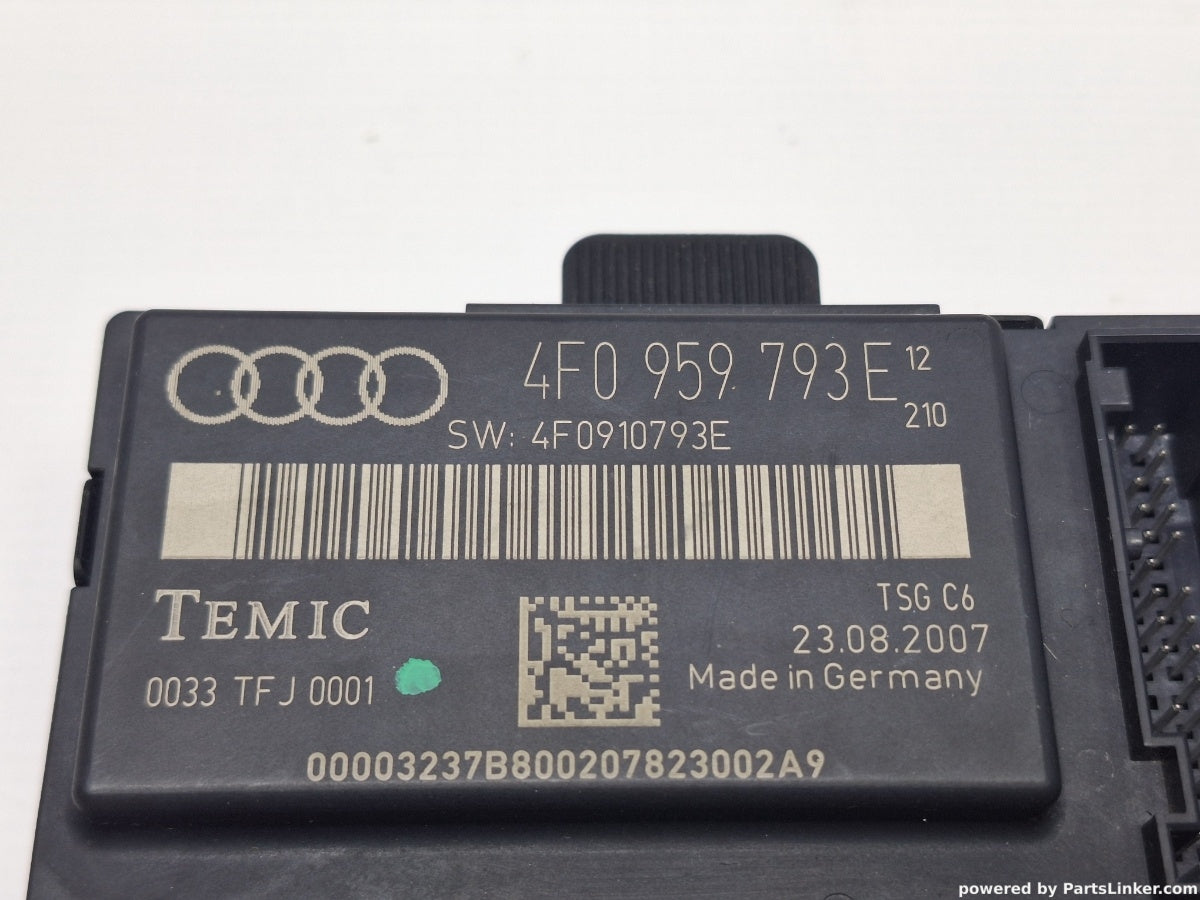 4F0 959 793E 12
210
SW: 4F0910793E
TEMIC
TSG C6
23.08.2007
Made in Germany
0033 TFJ 0001
00003237B800207823002A9
powered by PartsLinker.com